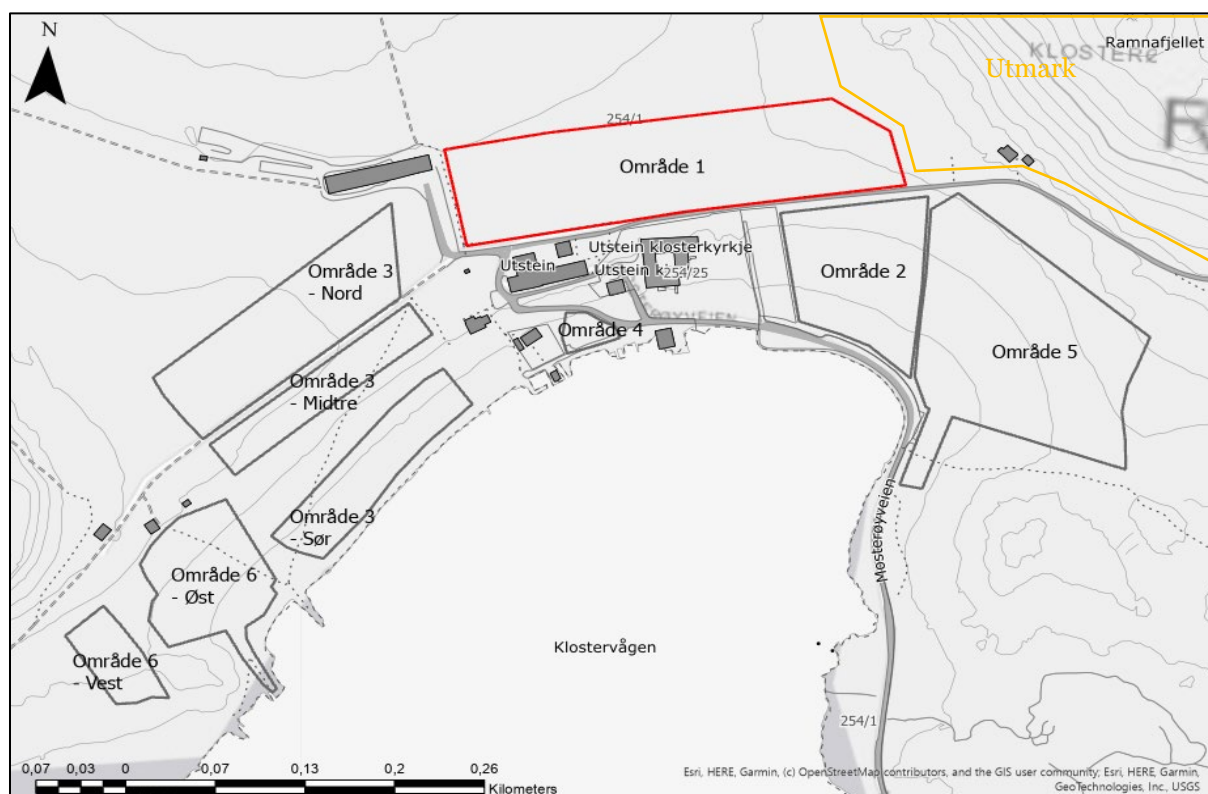 N
Ramnafjellet
KLOSTERØ
Utmark
254/1
Område 1
Utstein klosterkyrkje
Utstein
Utstein k
254/25
Område 2
Område 3
- Nord
Område 4
Område 5
Område 3
- Midtre
Område 3
- Sør
Mosterøyveien
Område 6
- Øst
Område 6
- Vest
Klostervågen
254/1
0,07 0,03 0 0,07 0,13 0,2 0,26
Kilometers
Esri, HERE, Garmin, (c) OpenStreetMap contributors, and the GIS user community, Esri, HERE, Garmin,
GeoTechnologies, Inc., USGS